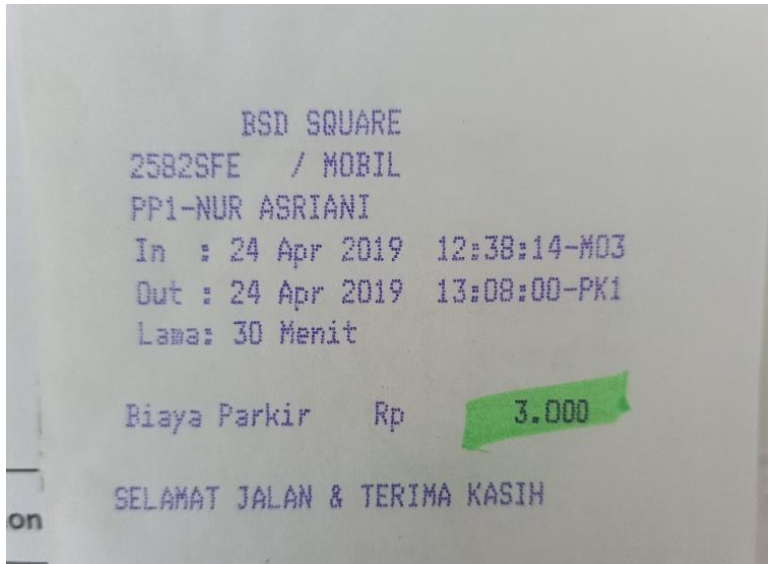 BSD SQUARE
2582SFE / MOBIL
PP1-NUR ASRIANI
In : 24 Apr 2019 12:38:14-M03
Out : 24 Apr 2019 13:08:00-PK1
Lama: 30 Menit
Biaya Parkir Rp 3.000
SELAMAT JALAN & TERIMA KASIH
on